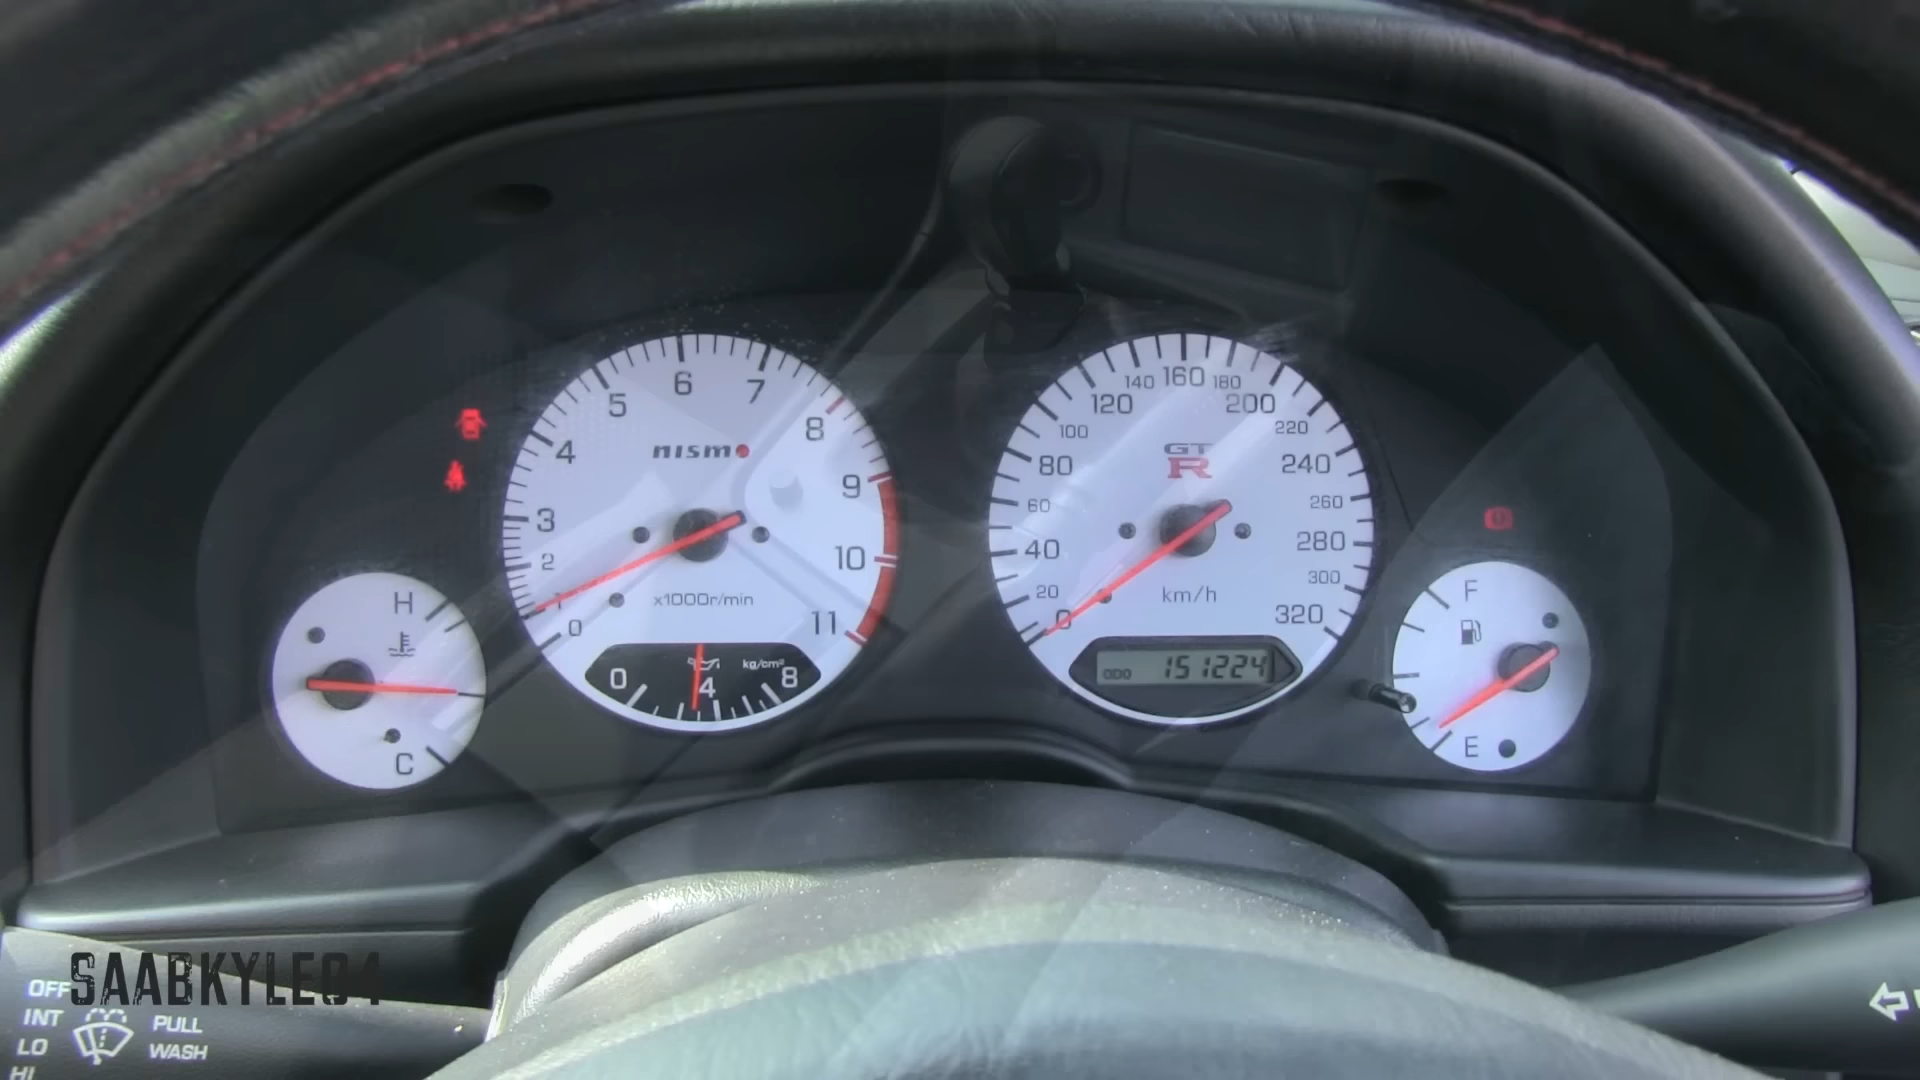 H
C
0
1
2
3
4
5
6
7
8
9
10
11
nismo
x1000r/min
0
4
8
kg/cm²
0
20
40
60
80
100
120
140
160
180
200
220
240
260
280
300
320
GT
R
km/h
ODO 151224
F
E
SAABKYLE04
OFF
INT
LO
HI
PULL
WASH